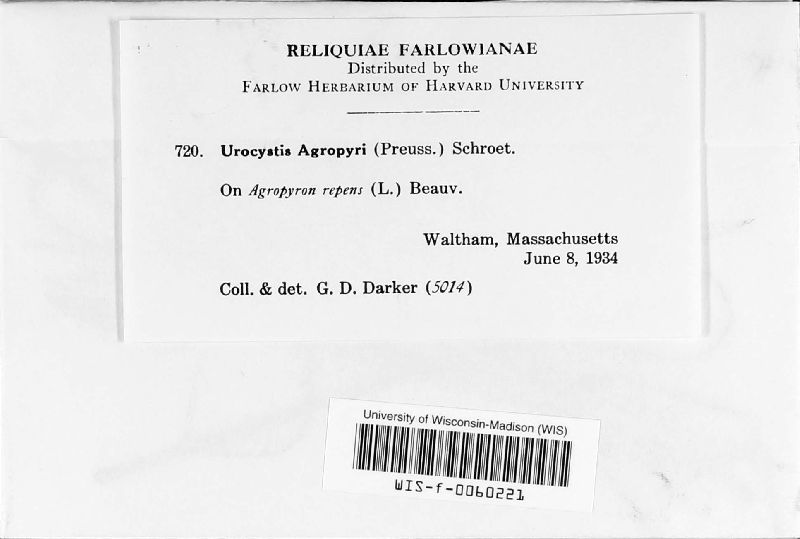 RELIQUIAE FARLOWIANAE
Distributed by the
FARLOW HERBARIUM OF HARVARD UNIVERSITY
720. Urocystis Agropyri (Preuss.) Schroet.
On Agropyron repens (L.) Beauv.
Waltham, Massachusetts
June 8, 1934
Coll. & det. G. D. Darker (5014)
University of Wisconsin-Madison (WIS)
WIS-f-0060221